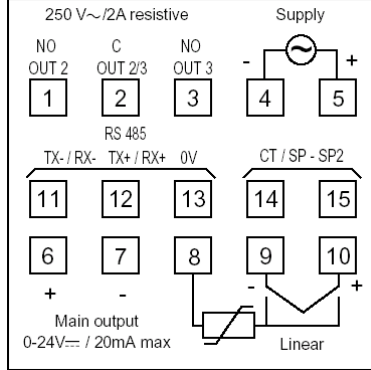 250 V~/2A resistive Supply
NO C NO
OUT 2 OUT 2/3 OUT 3 - +
1 2 3 4 5
RS 485
TX- / RX- TX+ / RX+ 0V CT / SP - SP2
11 12 13 14 15
6 7 8 9 10
+ - - +
Main output
0-24V⎓ / 20mA max Linear